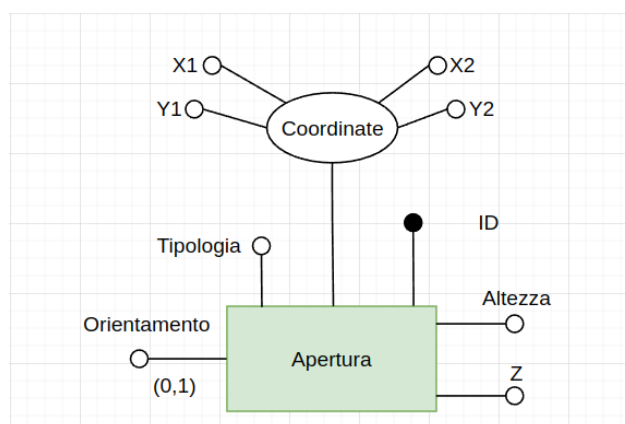 X1
X2
Y1
Coordinate
Y2
ID
Tipologia
Altezza
Orientamento
Apertura
Z
(0,1)